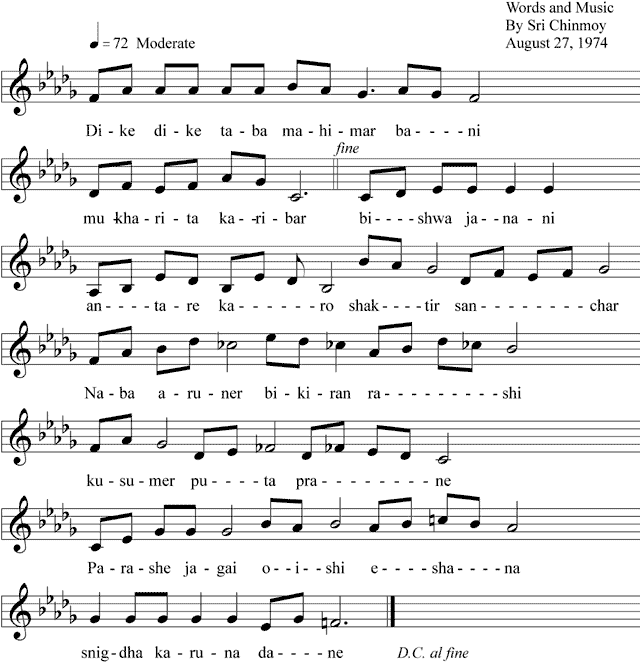 Words and Music
By Sri Chinmoy
= 72 Moderate August 27, 1974
Di - ke di - ke ta - ba ma - hi - mar ba - - - - ni
fine
mu - kha - ri - ta ka - - ri - bar bi - - - - shwa ja - - na - - ni
an - - - - ta - re ka - - - - - ro shak - - - - tir san - - - - - - - char
Na - ba a - ru - ner bi - ki - ran ra - - - - - - - - shi
ku - su - mer pu - - - - ta pra - - - - - - - - - ne
Pa - ra - she ja - gai o - - i - - shi e - - - - sha - - - - na
snig - dha ka - ru - na da - - - - ne D.C. al fine